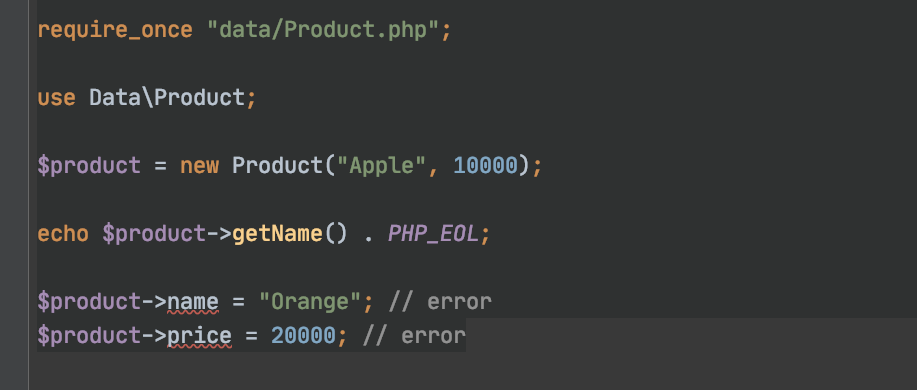 require_once "data/Product.php";
use Data\Product;
$product = new Product("Apple", 10000);
echo $product->getName() . PHP_EOL;
$product->name = "Orange"; // error
$product->price = 20000; // error